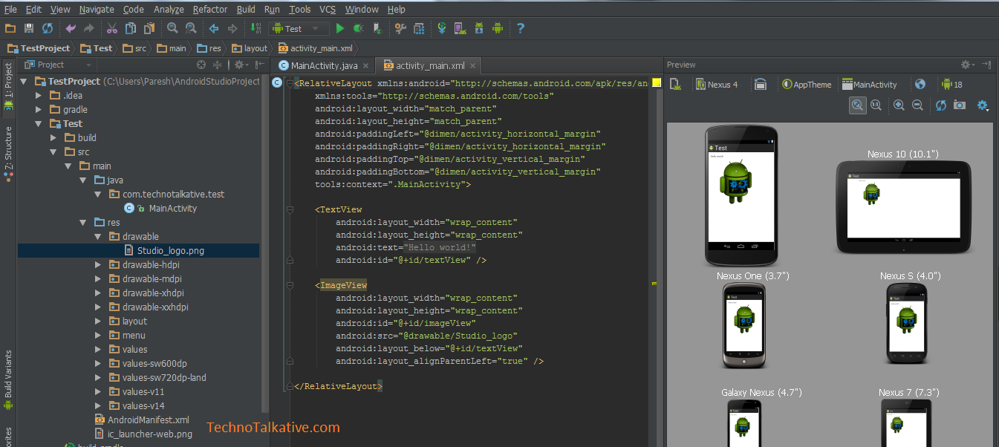 File Edit View Navigate Code Analyze Refactor Build Run Tools VCS Window Help
Test
TestProject Test src main res layout activity_main.xml
1: Project
Z: Structure
Build Variants
Project
TestProject (C:\Users\Paresh\AndroidStudioProject
.idea
gradle
Test
build
src
main
java
com.technotalkative.test
MainActivity
res
drawable
Studio_logo.png
drawable-hdpi
drawable-mdpi
drawable-xhdpi
drawable-xxhdpi
layout
menu
values
values-sw600dp
values-sw720dp-land
values-v11
values-v14
AndroidManifest.xml
ic_launcher-web.png
TechnoTalkative.com
MainActivity.java activity_main.xml
<RelativeLayout xmlns:android="http://schemas.android.com/apk/res/an
xmlns:tools="http://schemas.android.com/tools"
android:layout_width="match_parent"
android:layout_height="match_parent"
android:paddingLeft="@dimen/activity_horizontal_margin"
android:paddingRight="@dimen/activity_horizontal_margin"
android:paddingTop="@dimen/activity_vertical_margin"
android:paddingBottom="@dimen/activity_vertical_margin"
tools:context=".MainActivity">
<TextView
android:layout_width="wrap_content"
android:layout_height="wrap_content"
android:text="Hello world!"
android:id="@+id/textView" />
<ImageView
android:layout_width="wrap_content"
android:layout_height="wrap_content"
android:id="@+id/imageView"
android:src="@drawable/Studio_logo"
android:layout_below="@+id/textView"
android:layout_alignParentLeft="true" />
</RelativeLayout>
Preview
Nexus 4 AppTheme MainActivity 18
Test
Hello world!
Nexus 10 (10.1")
Test
Nexus One (3.7") Nexus S (4.0")
Test Test
Galaxy Nexus (4.7") Nexus 7 (7.3")
Test